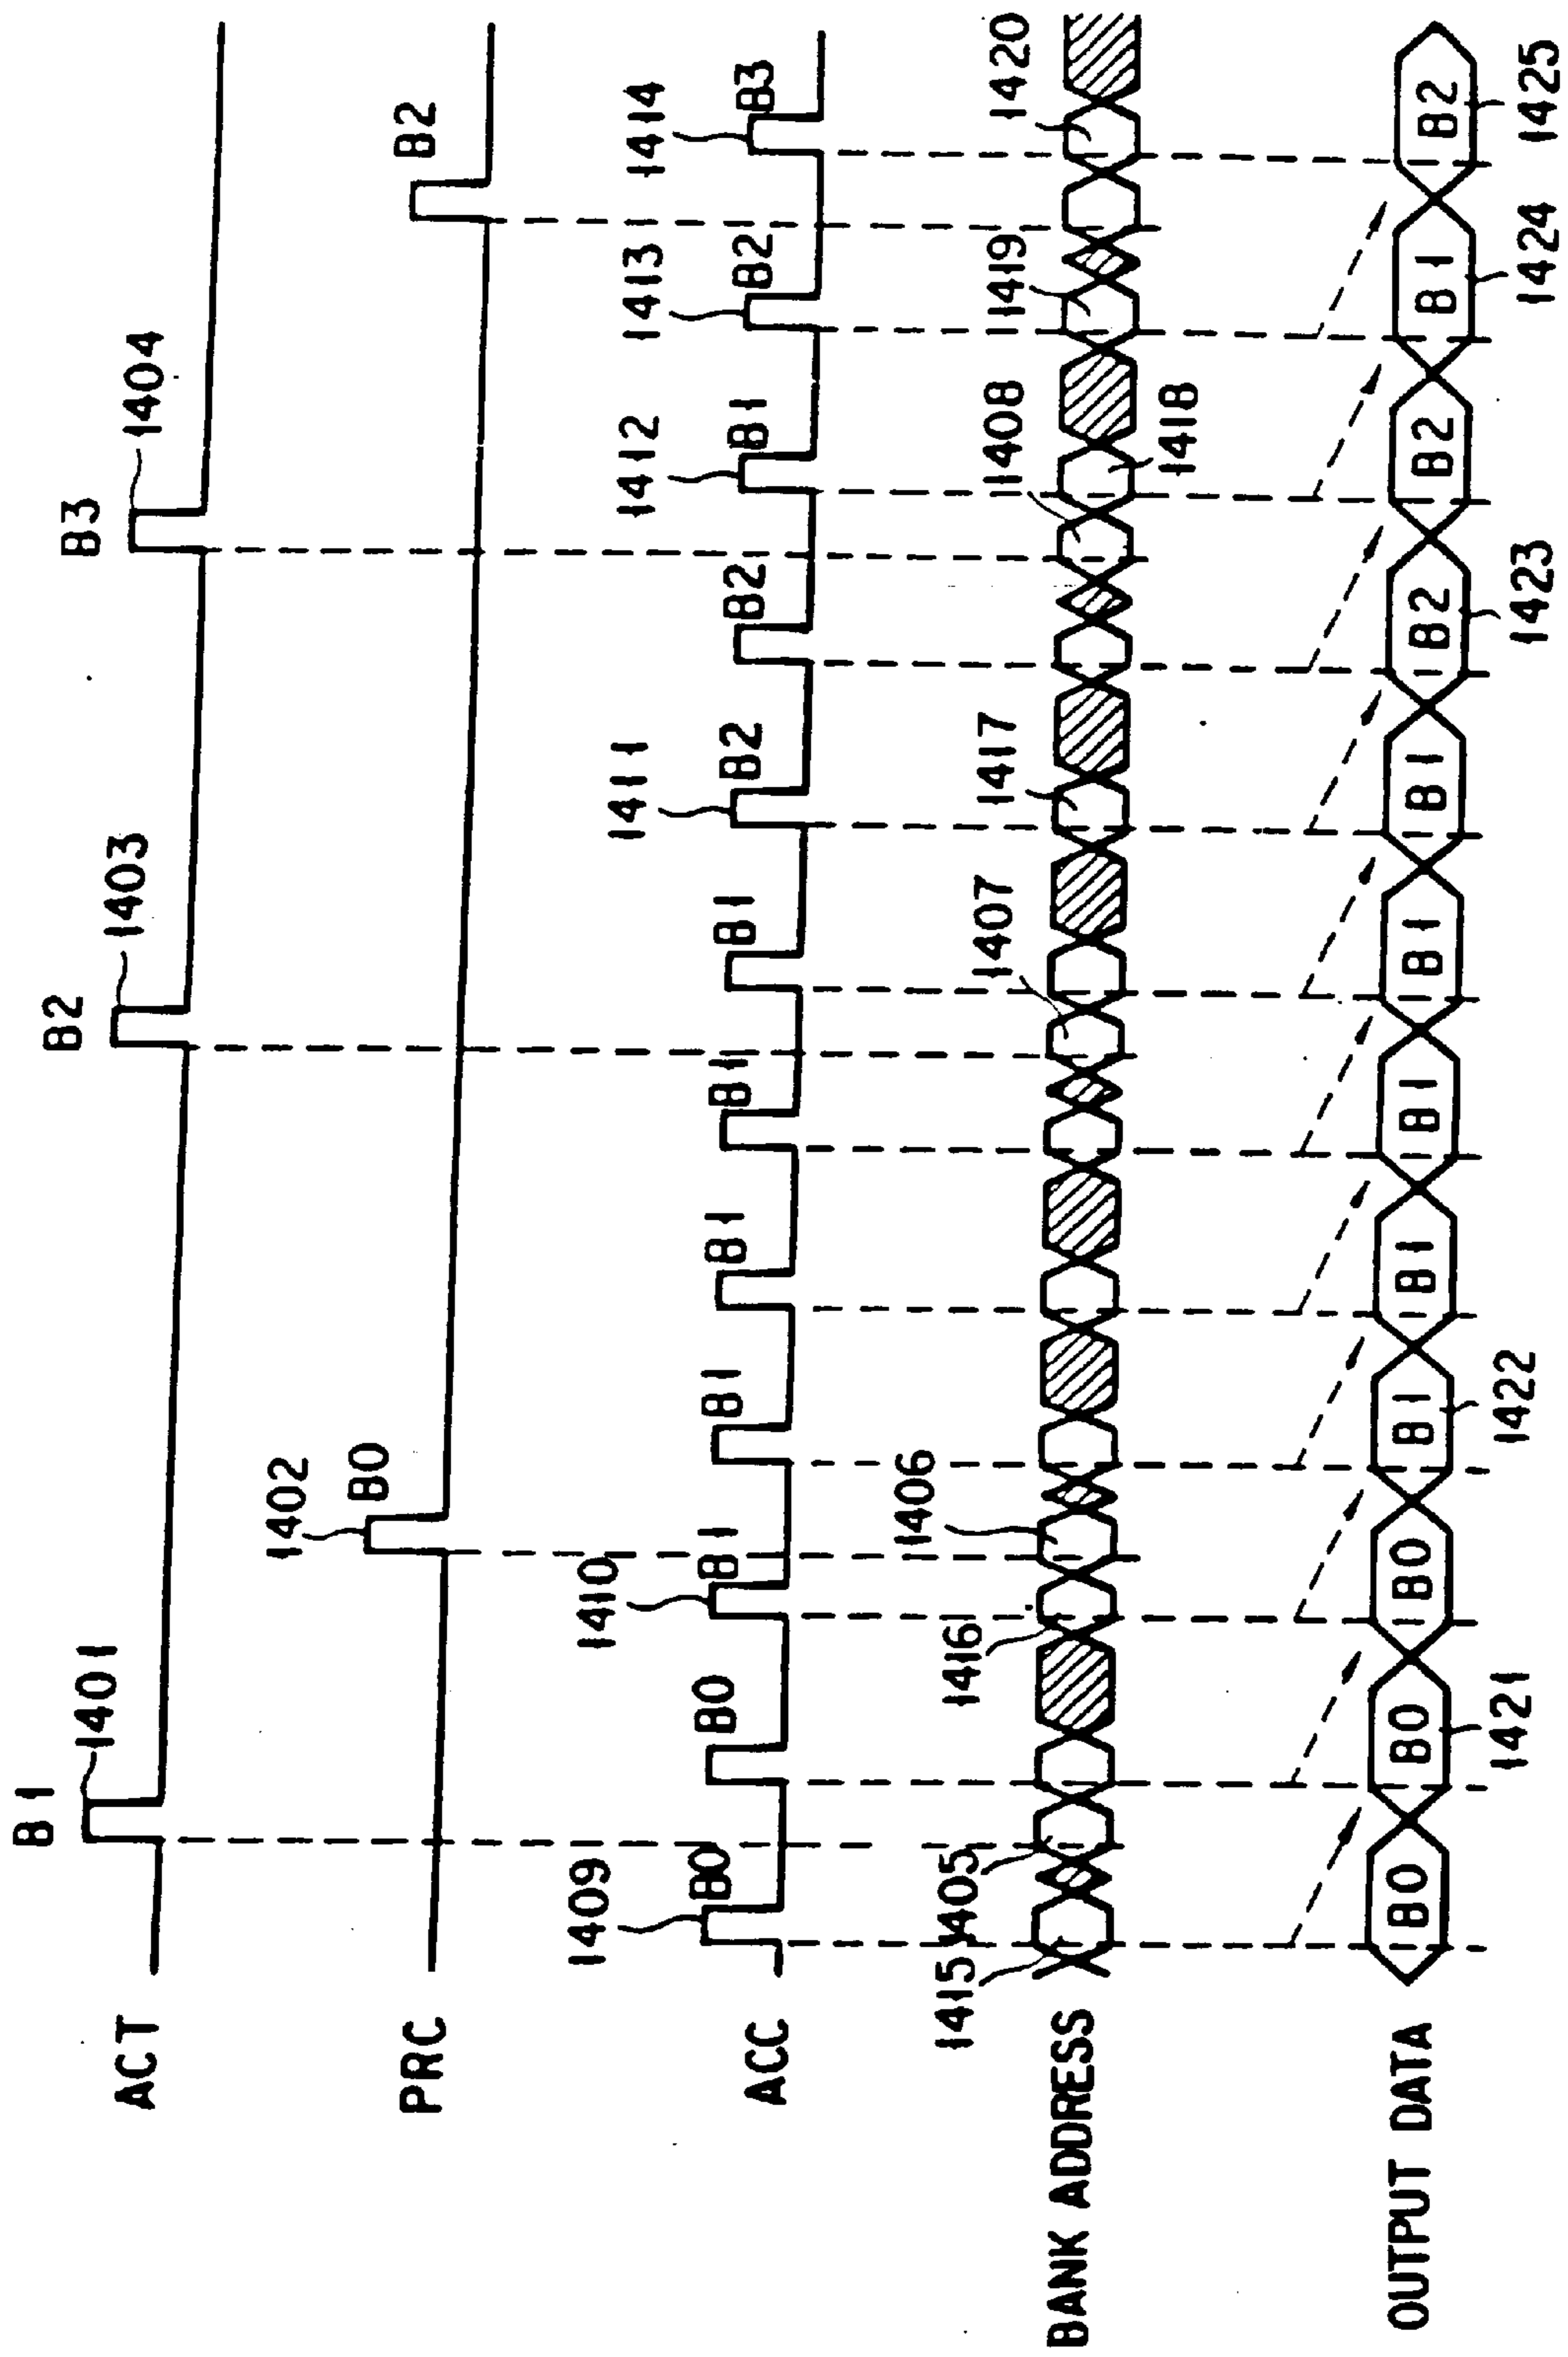 B1
1401
B2
1403
B3
1404
ACT
1402
B0
B2
PRC
1409
B0
B0
1410
B1
B1
B1
B1
B1
1411
B2
B2
1412
B1
1413
B2
1414
B3
ACC
1415
1405
1416
1406
1407
1417
1408
1418
1419
1420
BANK ADDRESS
B0
B0
B0
B1
B1
B1
B1
B1
B2
B2
B1
B2
OUTPUT DATA
1421
1422
1423
1424
1425